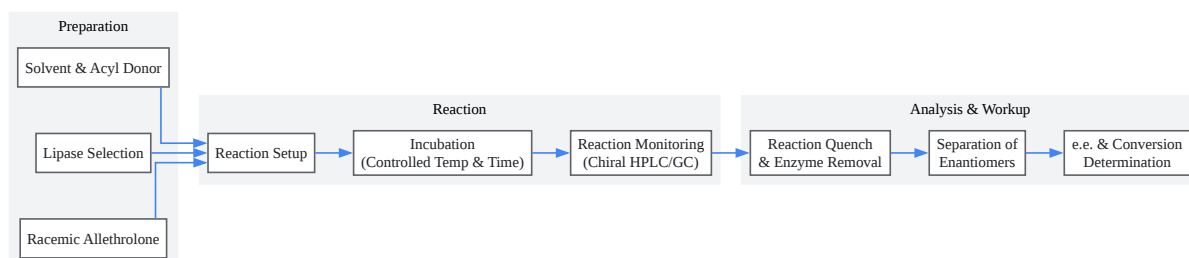 Preparation
Solvent & Acyl Donor
Lipase Selection
Racemic Allethrolone
Reaction
Reaction Setup
Incubation
(Controlled Temp & Time)
Reaction Monitoring
(Chiral HPLC/GC)
Analysis & Workup
Reaction Quench
& Enzyme Removal
Separation of
Enantiomers
e.e. & Conversion
Determination